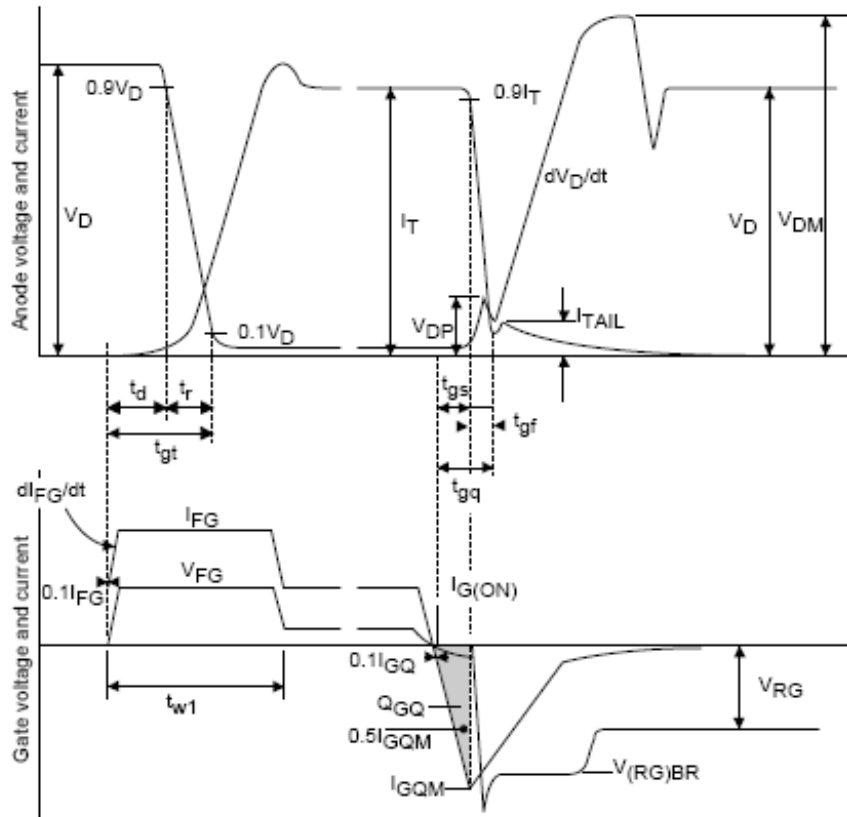 Anode voltage and current
0.9V_D
V_D
0.1V_D
I_T
0.9I_T
dV_D/dt
V_D
V_DM
V_DP
I_TAIL
t_d
t_r
t_gt
t_gs
t_gf
t_gq
Gate voltage and current
dI_FG/dt
I_FG
V_FG
0.1I_FG
I_G(ON)
t_w1
0.1I_GQ
Q_GQ
0.5I_GQM
I_GQM
V_RG
V_(RG)BR